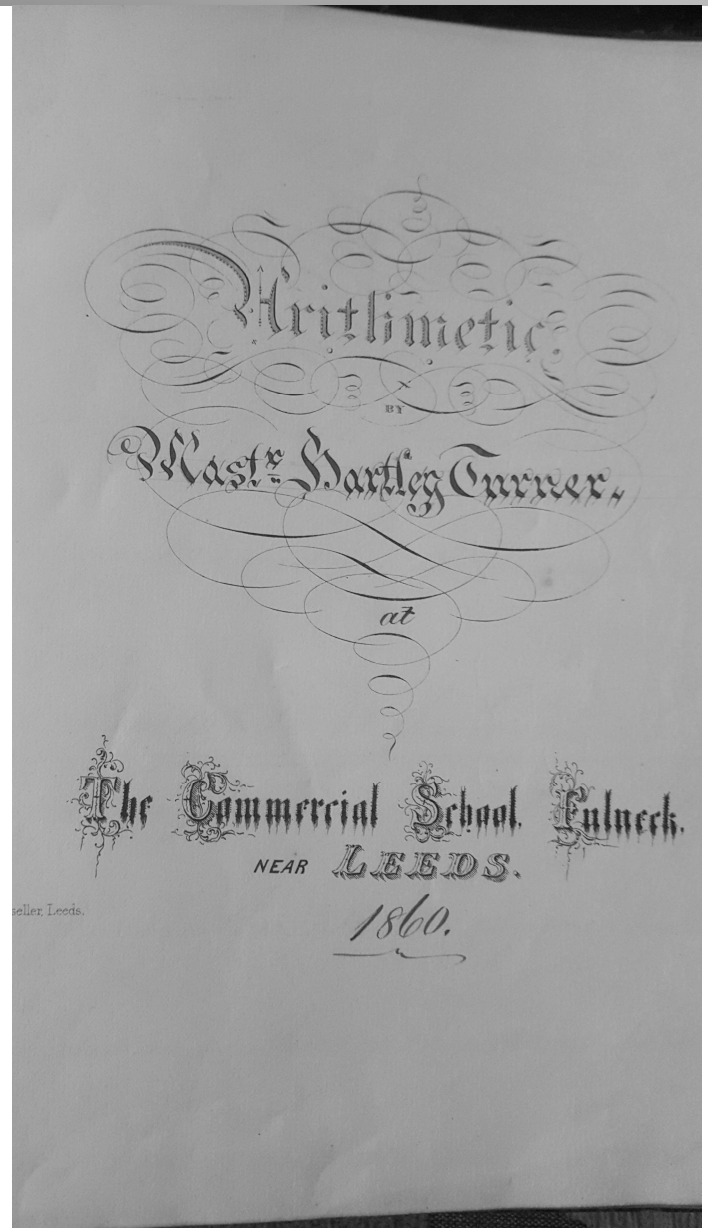 Arithmetic.
BY
Mastr. Hartley Turner.
at
The Commercial School, Fulneck.
NEAR LEEDS.
seller, Leeds.
1860.